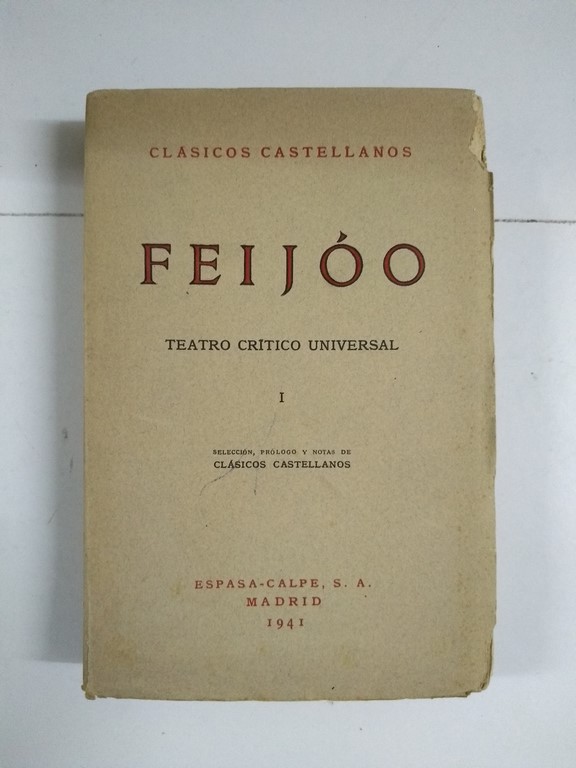 CLÁSICOS CASTELLANOS
FEIJÓO
TEATRO CRÍTICO UNIVERSAL
I
SELECCIÓN, PRÓLOGO Y NOTAS DE
CLÁSICOS CASTELLANOS
ESPASA-CALPE, S. A.
MADRID
1941